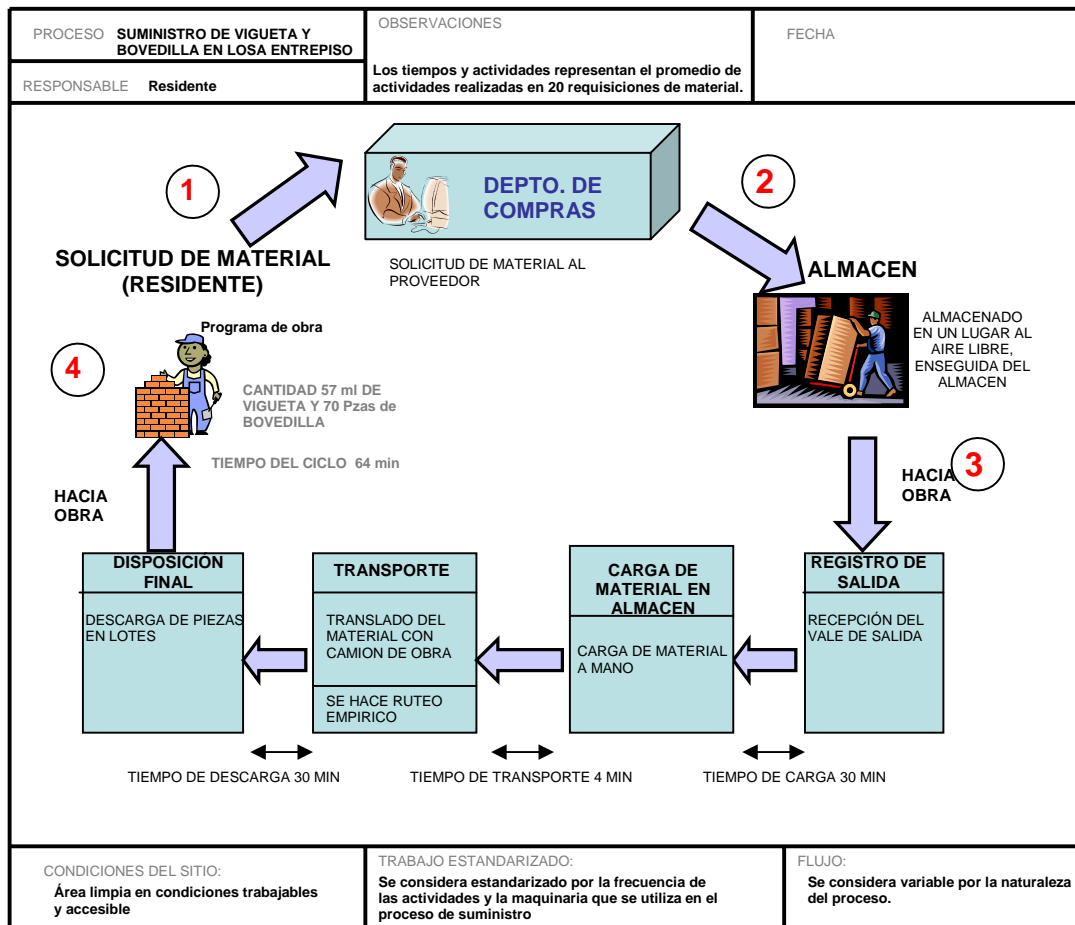 PROCESO SUMINISTRO DE VIGUETA Y
BOVEDILLA EN LOSA ENTREPISO
RESPONSABLE Residente
OBSERVACIONES
Los tiempos y actividades representan el promedio de
actividades realizadas en 20 requisiciones de material.
FECHA
1
DEPTO. DE
COMPRAS
2
SOLICITUD DE MATERIAL
(RESIDENTE)
SOLICITUD DE MATERIAL AL
PROVEEDOR
ALMACEN
ALMACENADO
EN UN LUGAR AL
AIRE LIBRE,
ENSEGUIDA DEL
ALMACEN
Programa de obra
4
CANTIDAD 57 ml DE
VIGUETA Y 70 Pzas de
BOVEDILLA
TIEMPO DEL CICLO 64 min
HACIA
OBRA
3
HACIA
OBRA
DISPOSICIÓN
FINAL
DESCARGA DE PIEZAS
EN LOTES
TRANSPORTE
TRANSLADO DEL
MATERIAL CON
CAMION DE OBRA
SE HACE RUTEO
EMPIRICO
CARGA DE
MATERIAL EN
ALMACEN
CARGA DE MATERIAL
A MANO
REGISTRO DE
SALIDA
RECEPCIÓN DEL
VALE DE SALIDA
TIEMPO DE DESCARGA 30 MIN
TIEMPO DE TRANSPORTE 4 MIN
TIEMPO DE CARGA 30 MIN
CONDICIONES DEL SITIO:
Área limpia en condiciones trabajables
y accesible
TRABAJO ESTANDARIZADO:
Se considera estandarizado por la frecuencia de
las actividades y la maquinaria que se utiliza en el
proceso de suministro
FLUJO:
Se considera variable por la naturaleza
del proceso.